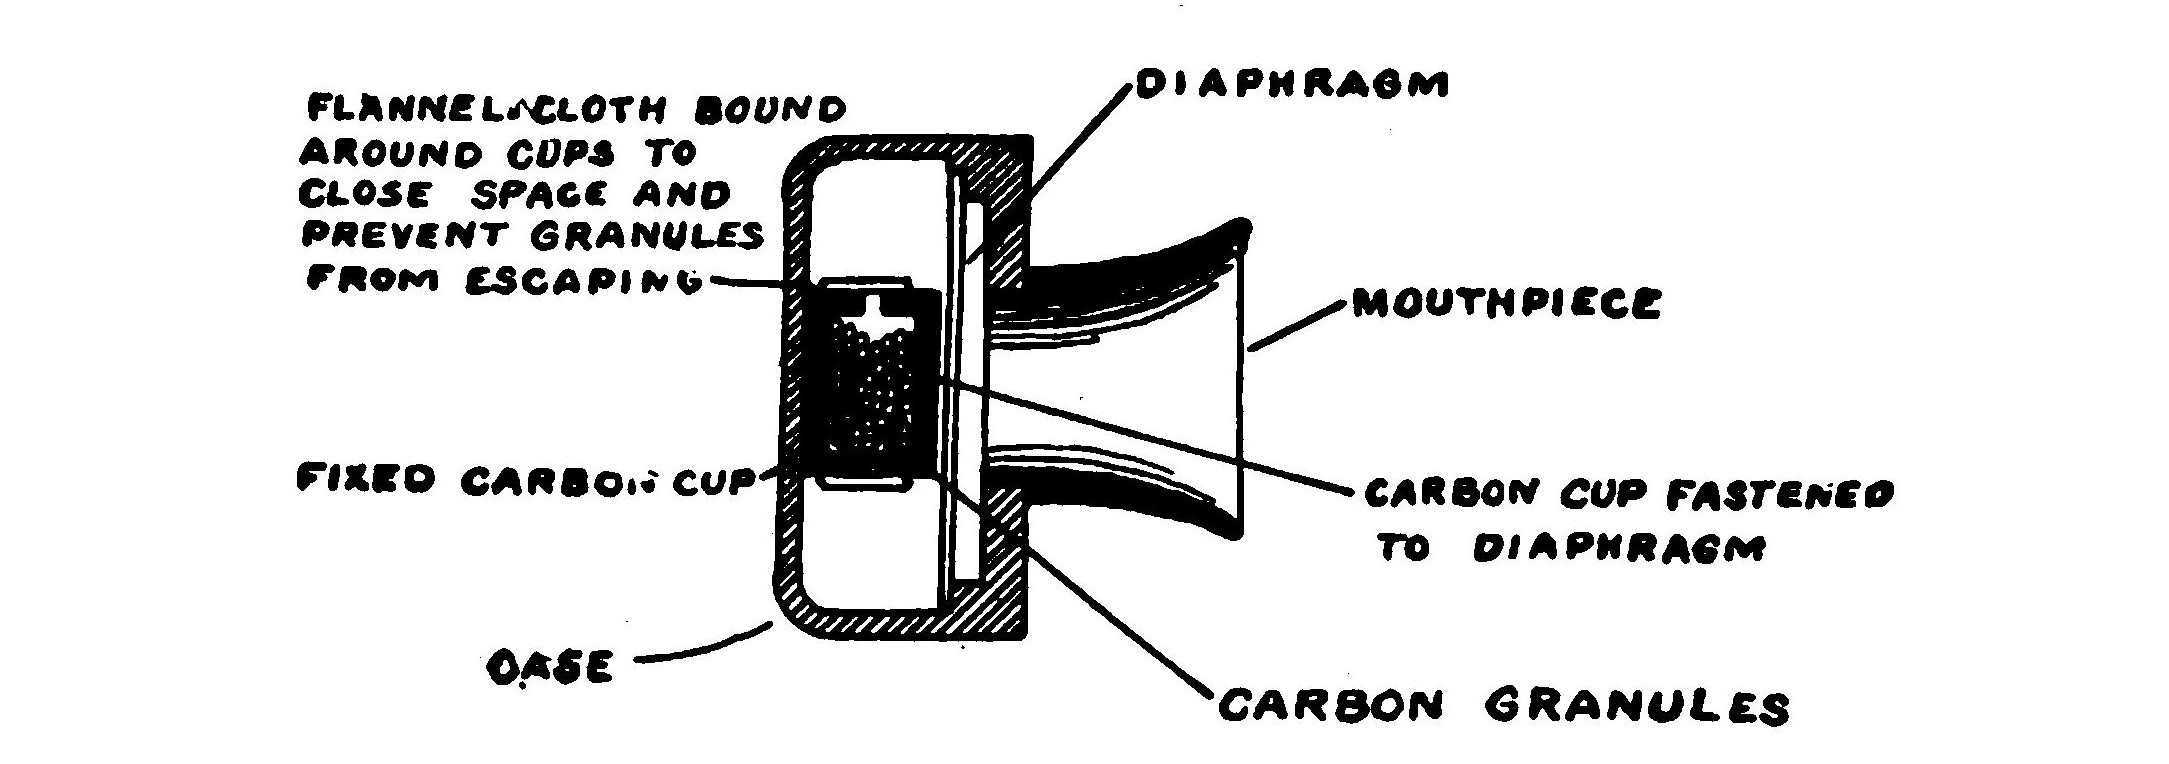 DIAPHRAGM
FLANNEL CLOTH BOUND
AROUND CUPS TO
CLOSE SPACE AND
PREVENT GRANULES
FROM ESCAPING
MOUTHPIECE
FIXED CARBON CUP
CARBON CUP FASTENED
TO DIAPHRAGM
CASE
CARBON GRANULES